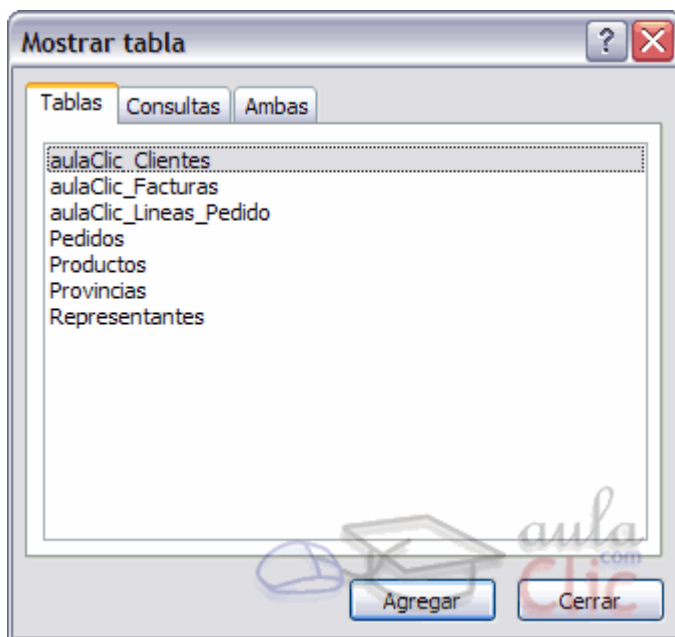 Mostrar tabla
Tablas Consultas Ambas
aulaClic_Clientes
aulaClic_Facturas
aulaClic_Lineas_Pedido
Pedidos
Productos
Provincias
Representantes
aula
.com
Clic
Agregar Cerrar